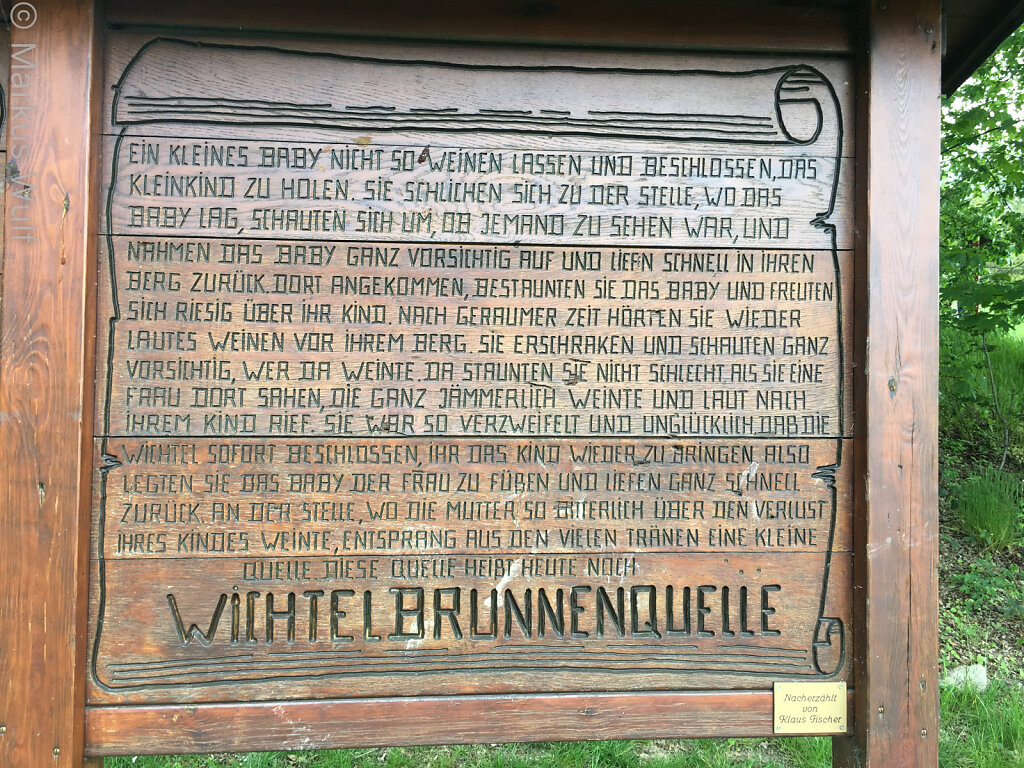 © Markus Wulf
EIN KLEINES BABY NICHT SO WEINEN LASSEN UND BESCHLOSSEN, DAS
KLEINKIND ZU HOLEN. SIE SCHLICHEN SICH ZU DER STELLE, WO DAS
BABY LAG, SCHAUTEN SICH UM, OB JEMAND ZU SEHEN WAR, UND
NAHMEN DAS BABY GANZ VORSICHTIG AUF UND LIEFN SCHNELL IN IHREN
BERG ZURÜCK. DORT ANGEKOMMEN, BESTAUNTEN SIE DAS BABY UND FREUTEN
SICH RIESIG ÜBER IHR KIND. NACH GERAUMER ZEIT HÖRTEN SIE WIEDER
LAUTES WEINEN VOR IHREM BERG. SIE ERSCHRAKEN UND SCHAUTEN GANZ
VORSICHTIG, WER DA WEINTE. DA STAUNTEN SIE NICHT SCHLECHT, ALS SIE EINE
FRAU DORT SAHEN, DIE GANZ JÄMMERLICH WEINTE UND LAUT NACH
IHREM KIND RIEF. SIE WAR SO VERZWEIFELT UND UNGLÜCKLICH, DAß DIE
WICHTEL SOFORT BESCHLOSSEN, IHR DAS KIND WIEDER ZU BRINGEN. ALSO
LEGTEN SIE DAS BABY DER FRAU ZU FÜßEN UND LIEFEN GANZ SCHNELL
ZURÜCK. AN DER STELLE, WO DIE MUTTER SO BITTERLICH ÜBER DEN VERLUST
IHRES KINDES WEINTE, ENTSPRANG AUS DEN VIELEN TRÄNEN EINE KLEINE
QUELLE. DIESE QUELLE HEIßT HEUTE NOCH
WICHTELBRUNNENQUELLE
Nacherzählt
von
Klaus Fischer